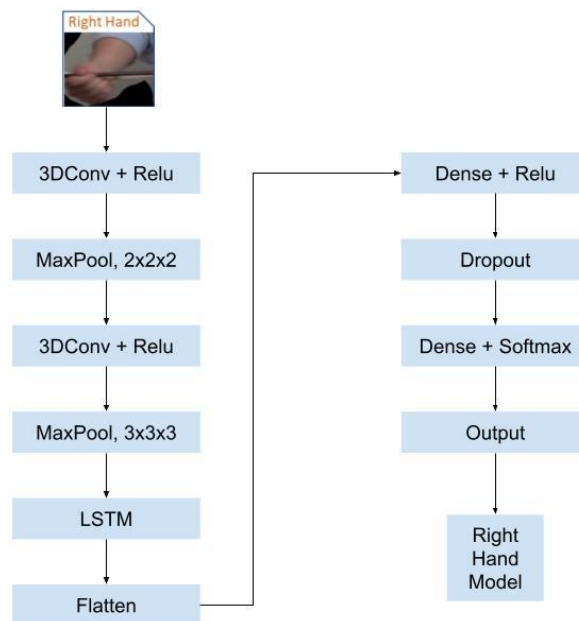 Right Hand
3DConv + Relu
MaxPool, 2x2x2
3DConv + Relu
MaxPool, 3x3x3
LSTM
Flatten
Dense + Relu
Dropout
Dense + Softmax
Output
Right
Hand
Model